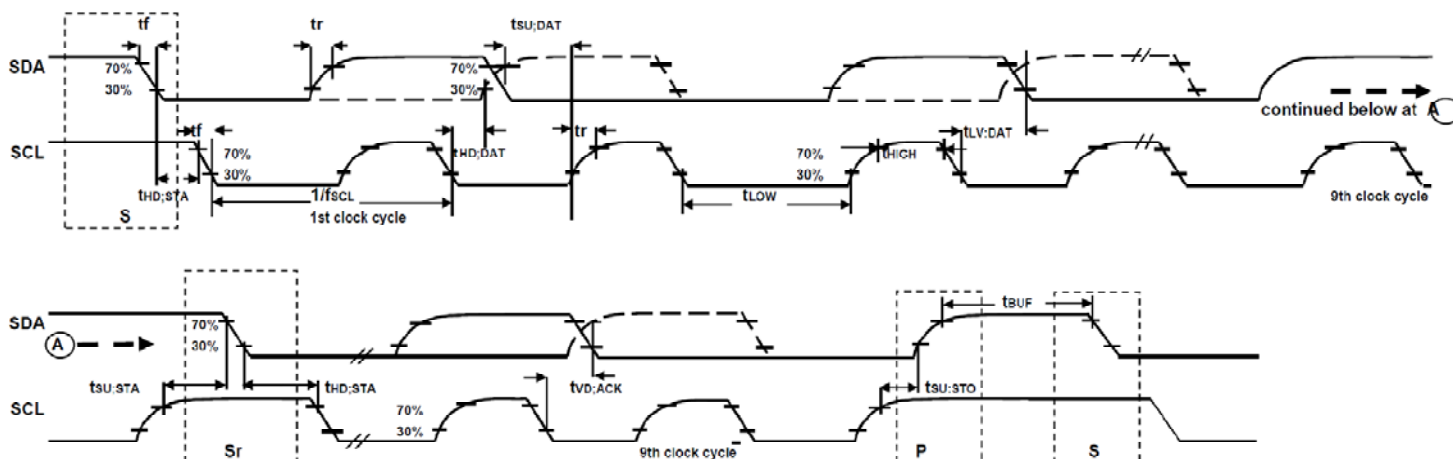 tf tr tSU;DAT
SDA 70% 70%
30% 30%
continued below at A
tf tHD;DAT tr tLV:DAT
SCL 70% 70% tHIGH
30% 30%
tHD;STA 1/fSCL tLOW
S 1st clock cycle 9th clock cycle
tBUF
SDA 70%
A 30%
tSU;STA tHD;STA tVD;ACK tSU:STO
SCL 70%
30%
Sr 9th clock cycle P S